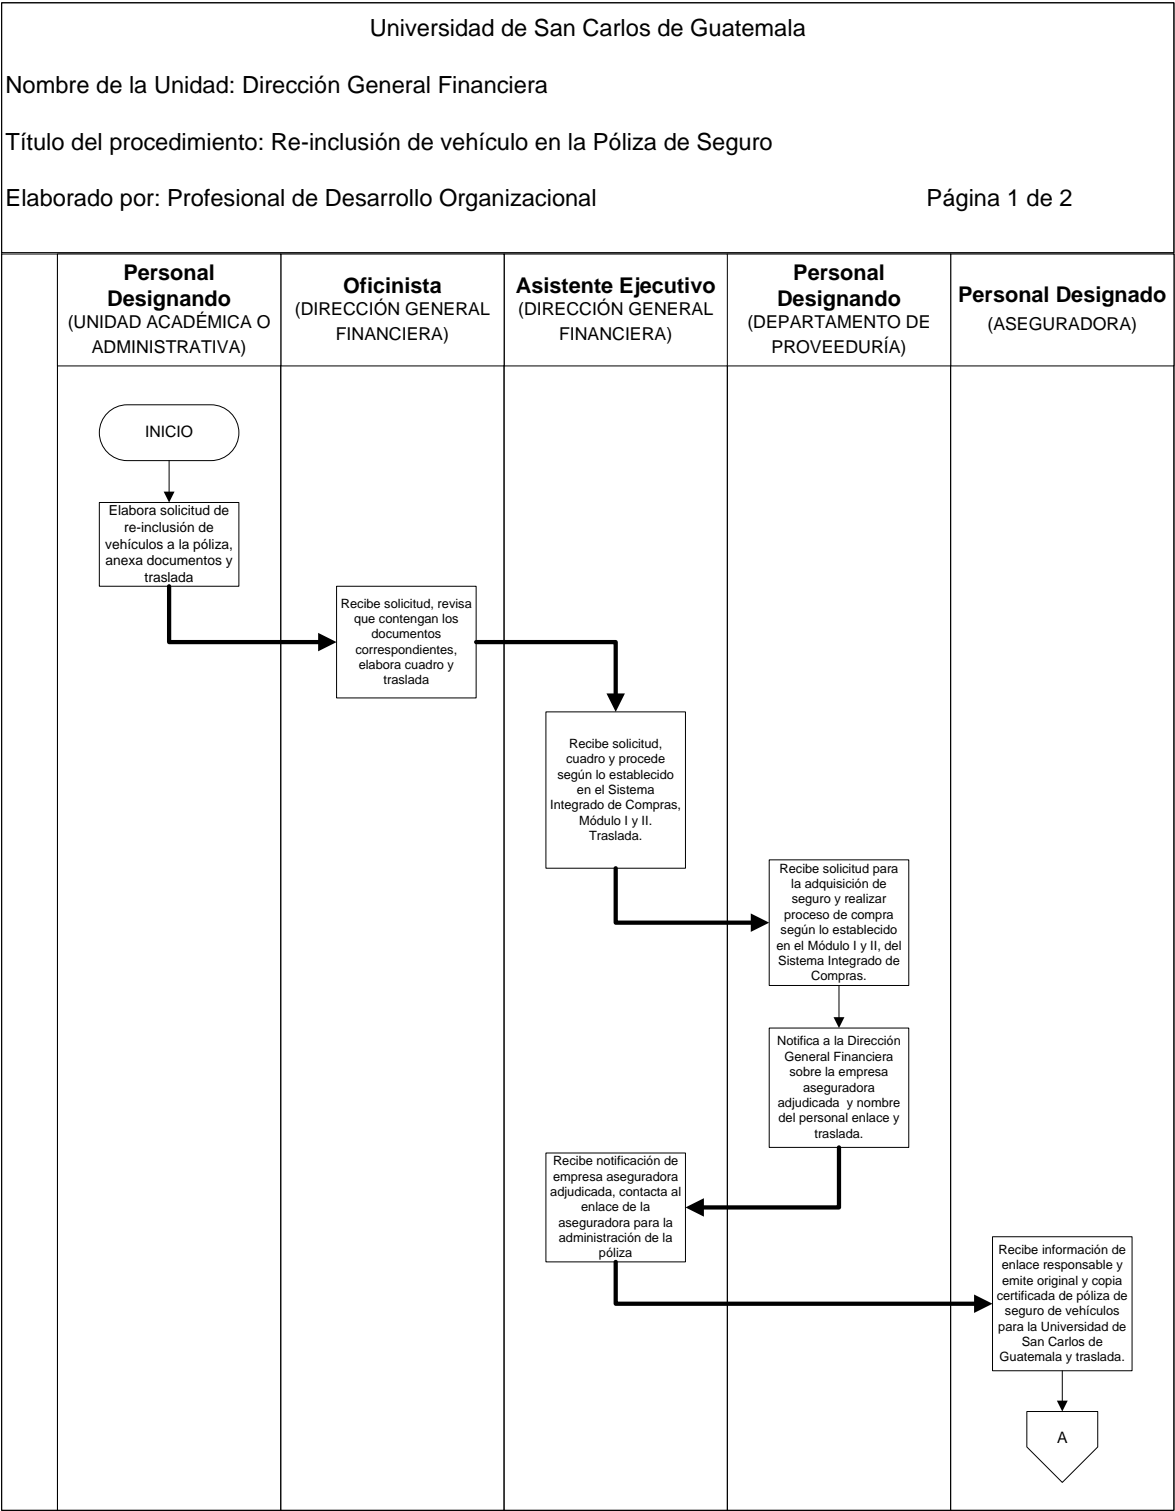 Universidad de San Carlos de Guatemala
Nombre de la Unidad: Dirección General Financiera
Título del procedimiento: Re-inclusión de vehículo en la Póliza de Seguro
Elaborado por: Profesional de Desarrollo Organizacional
Página 1 de 2
Personal
Designando
(UNIDAD ACADÉMICA O
ADMINISTRATIVA)
Oficinista
(DIRECCIÓN GENERAL
FINANCIERA)
Asistente Ejecutivo
(DIRECCIÓN GENERAL
FINANCIERA)
Personal
Designando
(DEPARTAMENTO DE
PROVEEDURÍA)
Personal Designado
(ASEGURADORA)
INICIO
Elabora solicitud de
re-inclusión de
vehículos a la póliza,
anexa documentos y
traslada
Recibe solicitud, revisa
que contengan los
documentos
correspondientes,
elabora cuadro y
traslada
Recibe solicitud,
cuadro y procede
según lo establecido
en el Sistema
Integrado de Compras,
Módulo I y II.
Traslada.
Recibe solicitud para
la adquisición de
seguro y realizar
proceso de compra
según lo establecido
en el Módulo I y II, del
Sistema Integrado de
Compras.
Notifica a la Dirección
General Financiera
sobre la empresa
aseguradora
adjudicada  y nombre
del personal enlace y
traslada.
Recibe notificación de
empresa aseguradora
adjudicada, contacta al
enlace de la
aseguradora para la
administración de la
póliza
Recibe información de
enlace responsable y
emite original y copia
certificada de póliza de
seguro de vehículos
para la Universidad de
San Carlos de
Guatemala y traslada.
A